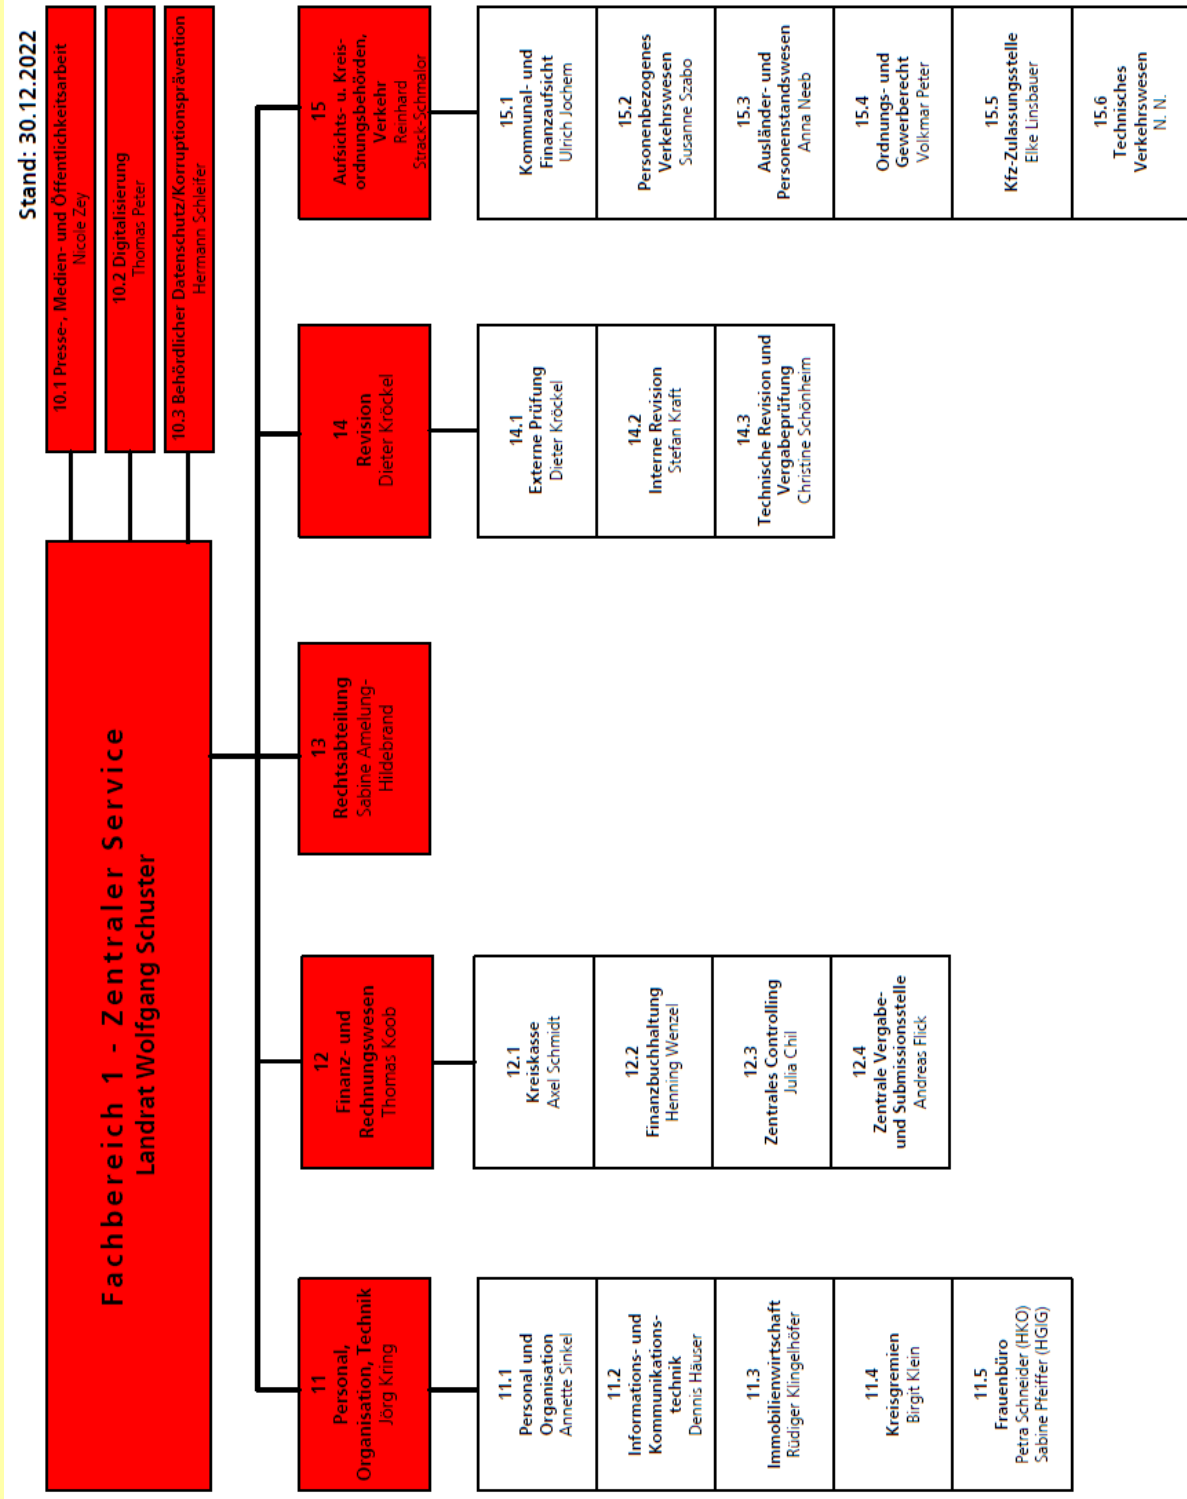 Stand: 30.12.2022
Fachbereich 1 - Zentraler Service
Landrat Wolfgang Schuster
10.1 Presse-, Medien- und Öffentlichkeitsarbeit
Nicole Zey
10.2 Digitalisierung
Thomas Peter
10.3 Behördlicher Datenschutz/Korruptionsprävention
Hermann Schleifer
11
Personal,
Organisation, Technik
Jörg Kring
11.1
Personal und
Organisation
Annette Sinkel
11.2
Informations- und
Kommunikations-
technik
Dennis Häuser
11.3
Immobilienwirtschaft
Rüdiger Klingelhöfer
11.4
Kreisgremien
Birgit Klein
11.5
Frauenbüro
Petra Schneider (HKO)
Sabine Pfeiffer (HGlG)
12
Finanz- und
Rechnungswesen
Thomas Koob
12.1
Kreiskasse
Axel Schmidt
12.2
Finanzbuchhaltung
Henning Wenzel
12.3
Zentrales Controlling
Julia Chil
12.4
Zentrale Vergabe-
und Submissionsstelle
Andreas Flick
13
Rechtsabteilung
Sabine Amelung-
Hildebrand
14
Revision
Dieter Kröckel
14.1
Externe Prüfung
Dieter Kröckel
14.2
Interne Revision
Stefan Kraft
14.3
Technische Revision und
Vergabeprüfung
Christine Schönheim
15
Aufsichts- u. Kreis-
ordnungsbehörden,
Verkehr
Reinhard
Strack-Schmalor
15.1
Kommunal- und
Finanzaufsicht
Ulrich Jochem
15.2
Personenbezogenes
Verkehrswesen
Susanne Szabo
15.3
Ausländer- und
Personenstandswesen
Anna Neeb
15.4
Ordnungs- und
Gewerberecht
Volkmar Peter
15.5
Kfz-Zulassungsstelle
Elke Linsbauer
15.6
Technisches
Verkehrswesen
N. N.